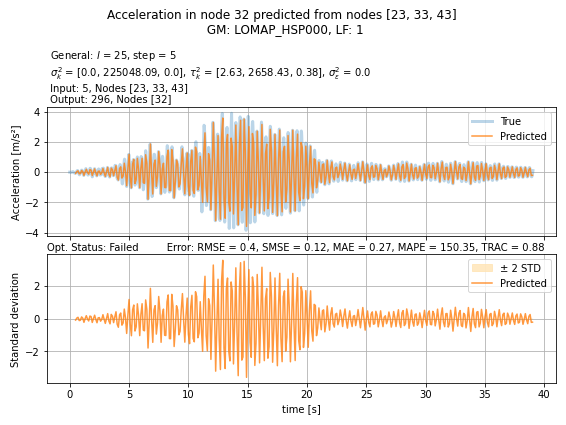 Acceleration in node 32 predicted from nodes [23, 33, 43]
GM: LOMAP_HSP000, LF: 1
General: l = 25, step = 5
σ²ₖ = [0.0, 225048.09, 0.0], τ²ₖ = [2.63, 2658.43, 0.38], σ²ε = 0.0
Input: 5, Nodes [23, 33, 43]
Output: 296, Nodes [32]
Acceleration [m/s²]
4
2
0
−2
−4
True
Predicted
Opt. Status: Failed
Error: RMSE = 0.4, SMSE = 0.12, MAE = 0.27, MAPE = 150.35, TRAC = 0.88
Standard deviation
2
0
−2
± 2 STD
Predicted
0 5 10 15 20 25 30 35 40
time [s]